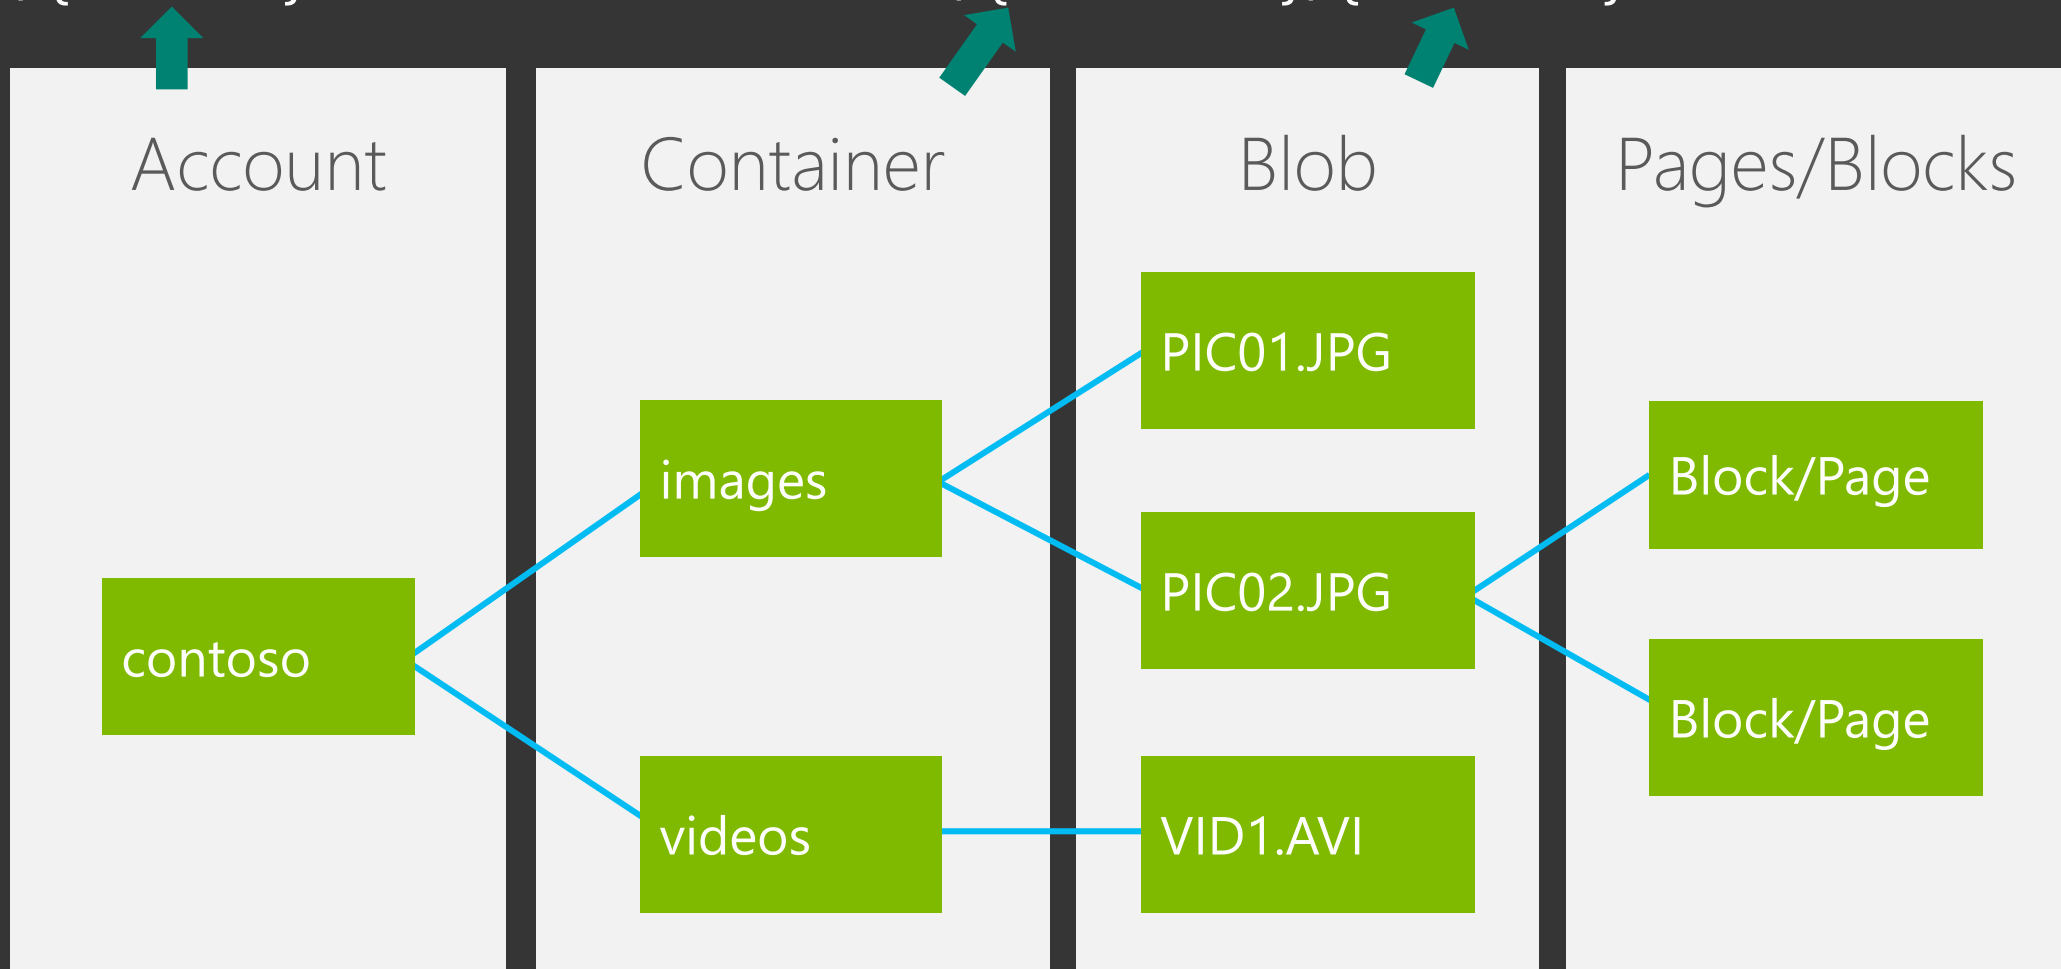 Account
Container
Blob
Pages/Blocks
contoso
images
videos
PIC01.JPG
PIC02.JPG
VID1.AVI
Block/Page
Block/Page